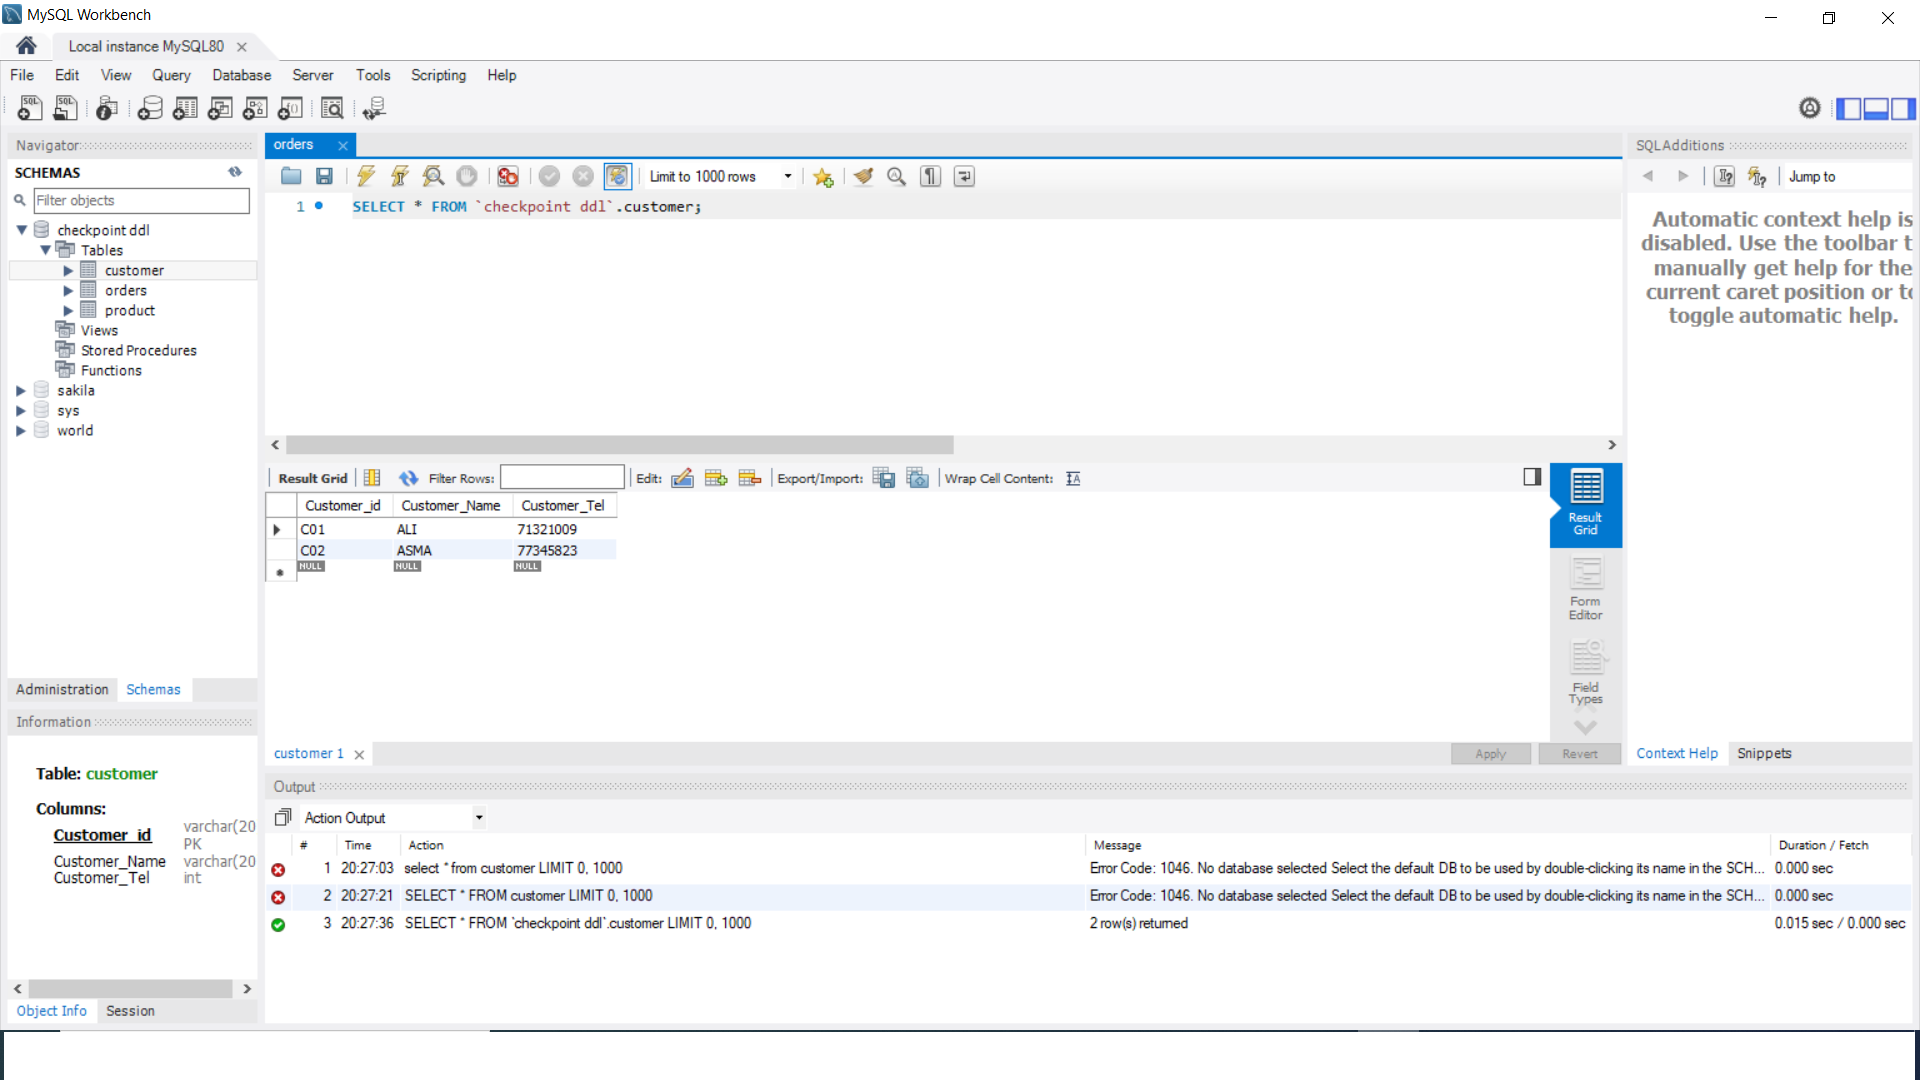 MySQL Workbench
Local instance MySQL80
File Edit View Query Database Server Tools Scripting Help
Navigator
SCHEMAS
Filter objects
checkpoint ddl
Tables
customer
orders
product
Views
Stored Procedures
Functions
sakila
sys
world
Administration Schemas
Information
Table: customer
Columns:
Customer_id varchar(20
PK
Customer_Name varchar(20
Customer_Tel int
Object Info Session
orders
Limit to 1000 rows
1 SELECT * FROM `checkpoint ddl`.customer;
Result Grid Filter Rows: Edit: Export/Import: Wrap Cell Content:
Customer_id Customer_Name Customer_Tel
C01 ALI 71321009
C02 ASMA 77345823
NULL NULL NULL
Result
Grid
Form
Editor
Field
Types
customer 1 Apply Revert
SQLAdditions
Jump to
Automatic context help is
disabled. Use the toolbar t
manually get help for the
current caret position or to
toggle automatic help.
Context Help Snippets
Output
Action Output
# Time Action Message Duration / Fetch
1 20:27:03 select * from customer LIMIT 0, 1000 Error Code: 1046. No database selected Select the default DB to be used by double-clicking its name in the SCH... 0.000 sec
2 20:27:21 SELECT * FROM customer LIMIT 0, 1000 Error Code: 1046. No database selected Select the default DB to be used by double-clicking its name in the SCH... 0.000 sec
3 20:27:36 SELECT * FROM `checkpoint ddl`.customer LIMIT 0, 1000 2 row(s) returned 0.015 sec / 0.000 sec